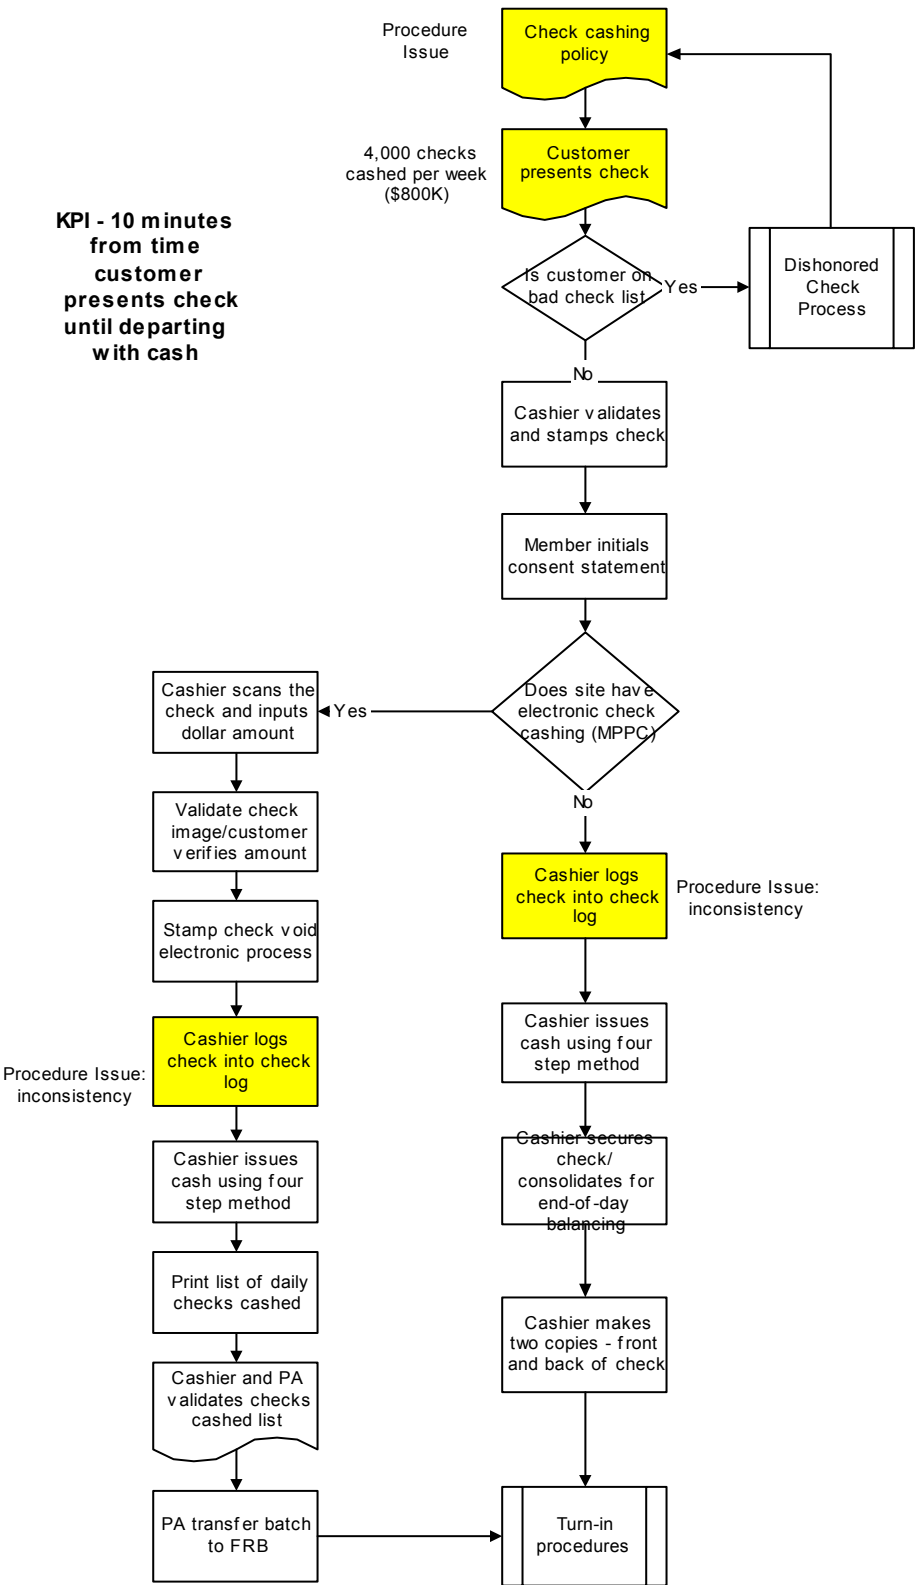 Procedure
Issue
Check cashing
policy
4,000 checks
cashed per week
($800K)
Customer
presents check
KPI - 10 minutes
from time
customer
presents check
until departing
with cash
Is customer on
bad check list
Yes
Dishonored
Check
Process
No
Cashier validates
and stamps check
Member initials
consent statement
Does site have
electronic check
cashing (MPPC)
Yes
Cashier scans the
check and inputs
dollar amount
No
Validate check
image/customer
verifies amount
Cashier logs
check into check
log
Procedure Issue:
inconsistency
Stamp check void
electronic process
Cashier issues
cash using four
step method
Cashier logs
check into check
log
Procedure Issue:
inconsistency
Cashier secures
check/
consolidates for
end-of-day
balancing
Cashier issues
cash using four
step method
Print list of daily
checks cashed
Cashier makes
two copies - front
and back of check
Cashier and PA
validates checks
cashed list
PA transfer batch
to FRB
Turn-in
procedures